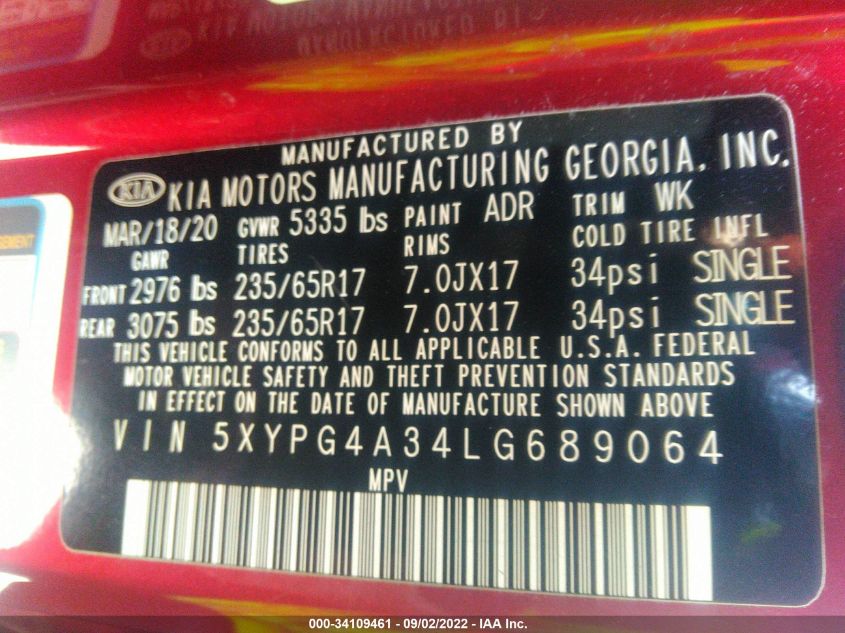 MANUFACTURED BY
KIA KIA MOTORS MANUFACTURING GEORGIA, INC.
MAR/18/20 GVWR 5335 lbs PAINT ADR TRIM WK
GAWR TIRES RIMS COLD TIRE INFL
FRONT 2976 lbs 235/65R17 7.0JX17 34psi SINGLE
REAR 3075 lbs 235/65R17 7.0JX17 34psi SINGLE
THIS VEHICLE CONFORMS TO ALL APPLICABLE U.S.A. FEDERAL
MOTOR VEHICLE SAFETY AND THEFT PREVENTION STANDARDS
IN EFFECT ON THE DATE OF MANUFACTURE SHOWN ABOVE
VIN 5XYPG4A34LG689064
MPV
000-34109461 - 09/02/2022 - IAA Inc.